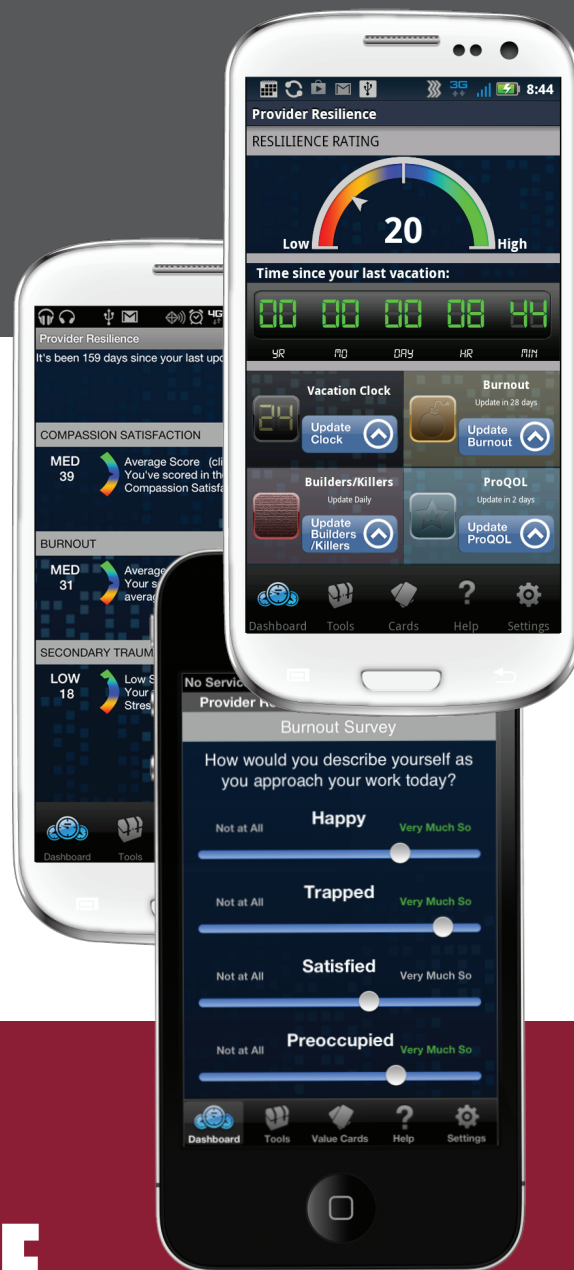 3G
8:44
Provider Resilience
RESLILIENCE RATING
20
Low
High
Time since your last vacation:
00 00 00 08 44
YR MO DAY HR MIN
24
Vacation Clock
Update
Clock
Burnout
Update in 28 days
Update
Burnout
Builders/Killers
Update Daily
Update
Builders
/Killers
ProQOL
Update in 2 days
Update
ProQOL
Dashboard Tools Cards Help Settings
4G
Provider Resilience
It's been 159 days since your last
COMPASSION SATISFACTION
MED
39
Average Score
You've scored in
Compassion
BURNOUT
MED
31
Average
Your
SECONDARY
LOW
18
Low
Your
Dashboard Tools
No Service
Provider
Burnout Survey
How would you describe yourself as
you approach your work today?
Happy
Not at All Very Much So
Trapped
Not at All Very Much So
Satisfied
Not at All Very Much So
Preoccupied
Not at All Very Much So
Dashboard Tools Value Cards Help Settings